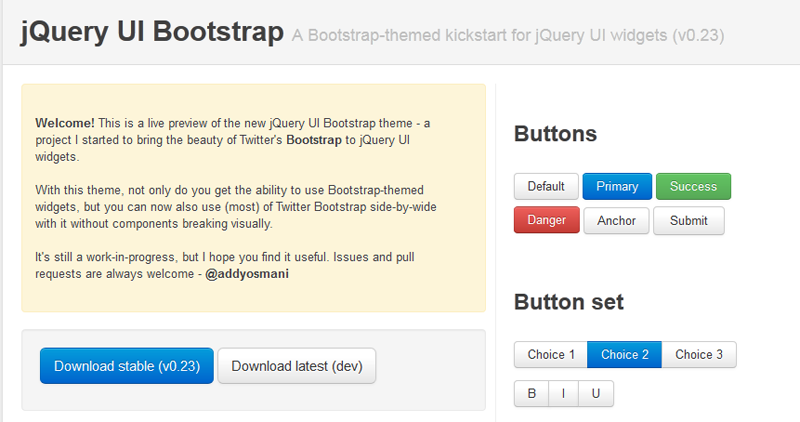 jQuery UI Bootstrap A Bootstrap-themed kickstart for jQuery UI widgets (v0.23)
Welcome! This is a live preview of the new jQuery UI Bootstrap theme - a
project I started to bring the beauty of Twitter's Bootstrap to jQuery UI
widgets.
With this theme, not only do you get the ability to use Bootstrap-themed
widgets, but you can now also use (most) of Twitter Bootstrap side-by-wide
with it without components breaking visually.
It's still a work-in-progress, but I hope you find it useful. Issues and pull
requests are always welcome - @addyosmani
Download stable (v0.23) Download latest (dev)
Buttons
Default Primary Success
Danger Anchor Submit
Button set
Choice 1 Choice 2 Choice 3
B I U